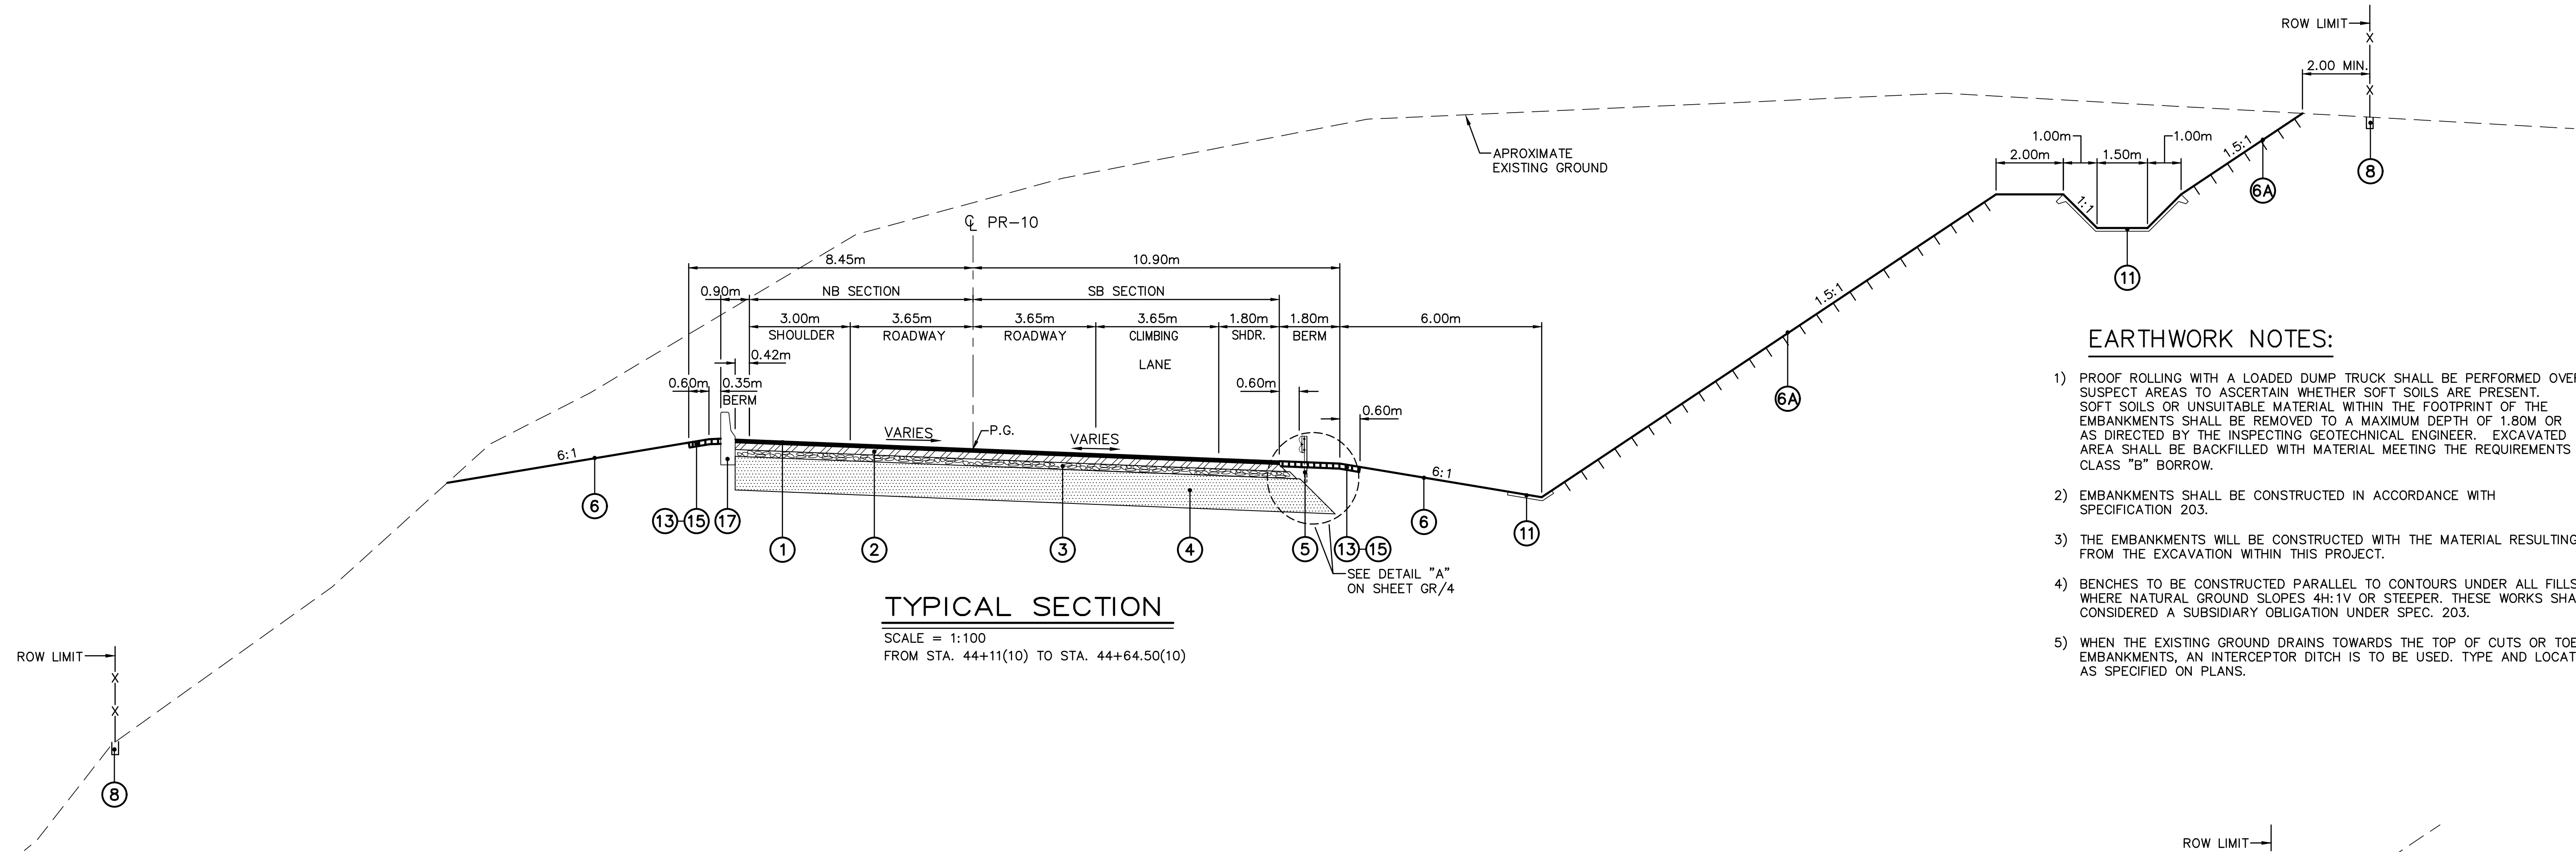 ROW LIMIT
2.00 MIN.
X
X
8
1.00m
1.00m
2.00m
1.50m
1.5:1
6A
1:1
11
APROXIMATE
EXISTING GROUND
℄ PR-10
8.45m
10.90m
0.90m
NB SECTION
SB SECTION
3.00m
3.65m
3.65m
3.65m
1.80m
1.80m
6.00m
SHOULDER
ROADWAY
ROADWAY
CLIMBING
LANE
SHDR.
BERM
0.42m
0.60m
0.35m
BERM
0.60m
0.60m
VARIES
P.G.
VARIES
6:1
6:1
1.5:1
6A
6
13
15
17
1
2
3
4
5
13
15
6
11
SEE DETAIL "A"
ON SHEET GR/4
TYPICAL SECTION
SCALE = 1:100
FROM STA. 44+11(10) TO STA. 44+64.50(10)
ROW LIMIT
X
X
8
EARTHWORK NOTES:
1) PROOF ROLLING WITH A LOADED DUMP TRUCK SHALL BE PERFORMED OVER
SUSPECT AREAS TO ASCERTAIN WHETHER SOFT SOILS ARE PRESENT.
SOFT SOILS OR UNSUITABLE MATERIAL WITHIN THE FOOTPRINT OF THE
EMBANKMENTS SHALL BE REMOVED TO A MAXIMUM DEPTH OF 1.80M OR
AS DIRECTED BY THE INSPECTING GEOTECHNICAL ENGINEER. EXCAVATED
AREA SHALL BE BACKFILLED WITH MATERIAL MEETING THE REQUIREMENTS
CLASS "B" BORROW.
2) EMBANKMENTS SHALL BE CONSTRUCTED IN ACCORDANCE WITH
SPECIFICATION 203.
3) THE EMBANKMENTS WILL BE CONSTRUCTED WITH THE MATERIAL RESULTING
FROM THE EXCAVATION WITHIN THIS PROJECT.
4) BENCHES TO BE CONSTRUCTED PARALLEL TO CONTOURS UNDER ALL FILLS
WHERE NATURAL GROUND SLOPES 4H:1V OR STEEPER. THESE WORKS SHA
CONSIDERED A SUBSIDIARY OBLIGATION UNDER SPEC. 203.
5) WHEN THE EXISTING GROUND DRAINS TOWARDS THE TOP OF CUTS OR TOE
EMBANKMENTS, AN INTERCEPTOR DITCH IS TO BE USED. TYPE AND LOCAT
AS SPECIFIED ON PLANS.
ROW LIMIT